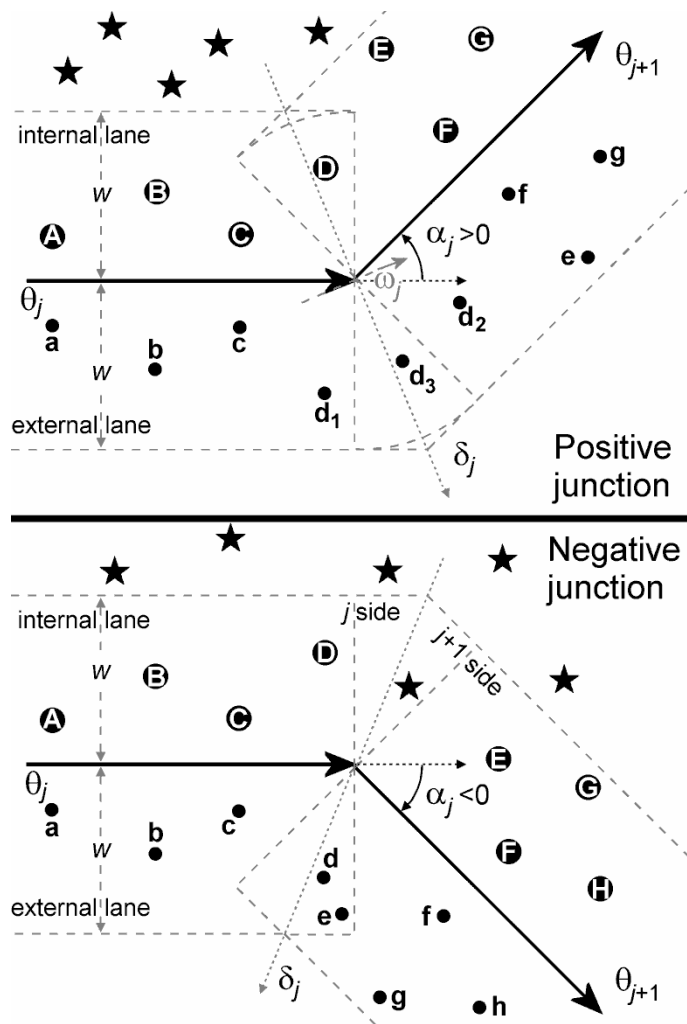 E G
θj+1
internal lane
F
D
g
w
B
f
A
C
αj>0
e
θj
ωj
d2
a
c
b
d3
w
d1
external lane
δj
Positive
junction
Negative
junction
internal lane
j side
j+1 side
D
w
B
A
C
E
G
θj
αj<0
a
c
b
F
w
d
H
e
f
external lane
δj
g
h
θj+1